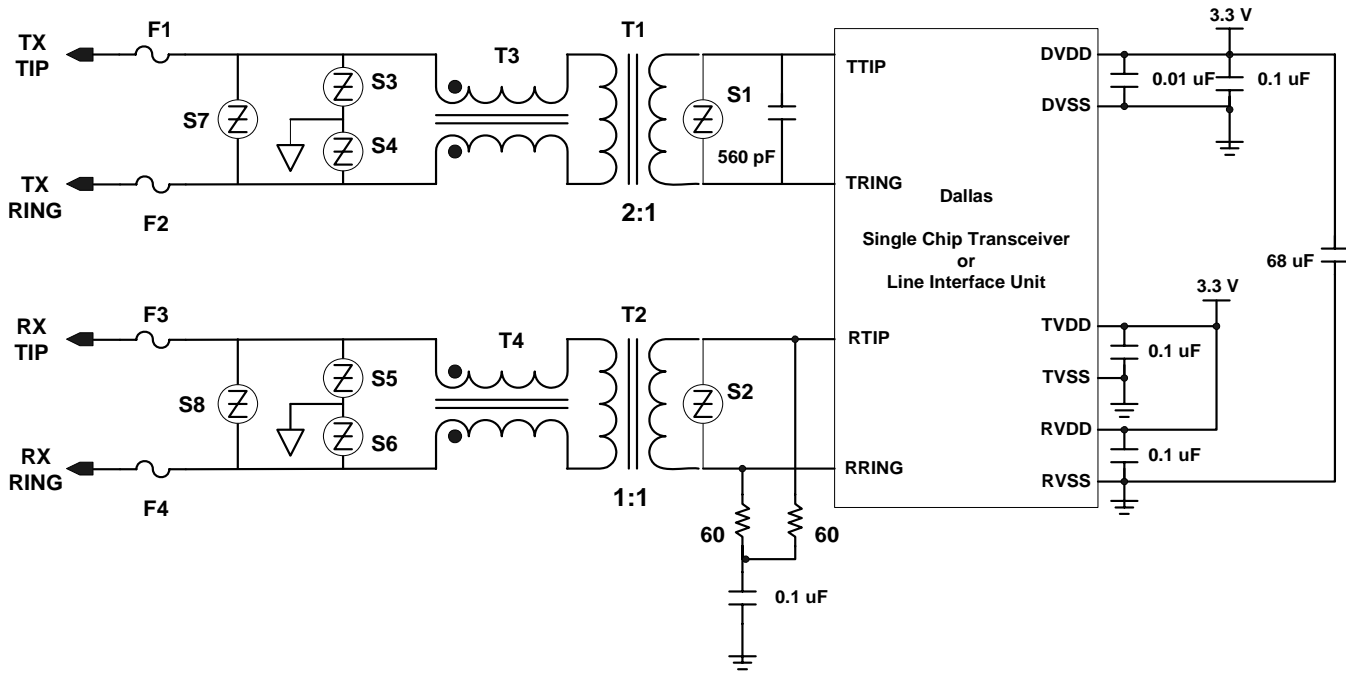 TX
TIP
F1
S7
S3
S4
T3
T1
S1
560 pF
2:1
TX
RING
F2
TTIP
TRING
Dallas
Single Chip Transceiver
or
Line Interface Unit
DVDD
DVSS
3.3 V
0.01 uF
0.1 uF
68 uF
RX
TIP
F3
S8
S5
S6
T4
T2
S2
1:1
RX
RING
F4
RTIP
RRING
60
60
0.1 uF
3.3 V
TVDD
0.1 uF
TVSS
RVDD
0.1 uF
RVSS